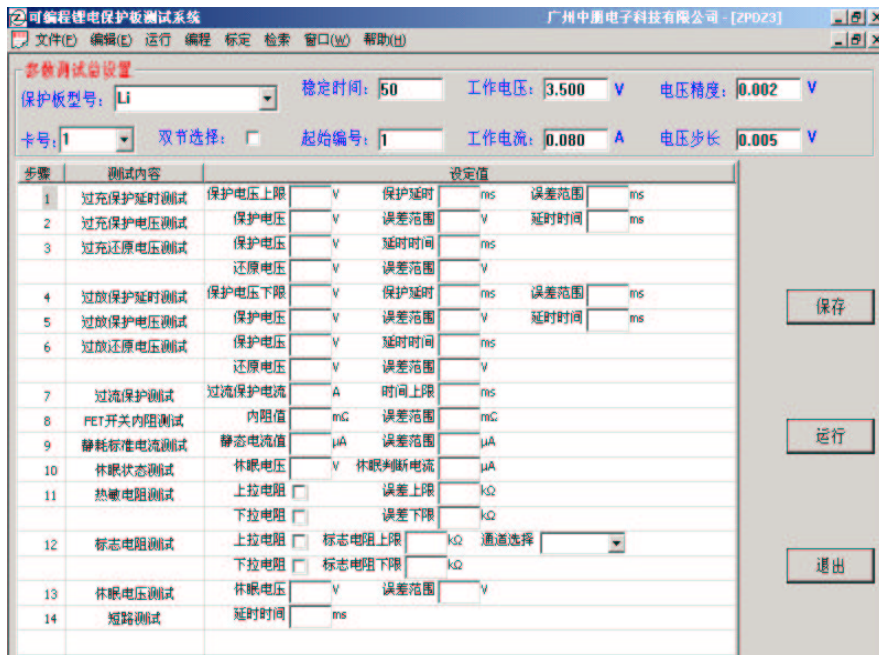 可编程锂电保护板测试系统 广州中朋电子科技有限公司 - [ZPDZ3]
文件(F) 编辑(E) 运行 编程 标定 检索 窗口(W) 帮助(H)
参数测试总设置
保护板型号: Li 稳定时间: 50 工作电压: 3.500 V 电压精度: 0.002 V
卡号: 1 双节选择: 起始编号: 1 工作电流: 0.080 A 电压步长 0.005 V
步骤 测试内容 设定值
1 过充保护延时测试 保护电压上限 V 保护延时 ms 误差范围 ms
2 过充保护电压测试 保护电压 V 误差范围 V 延时时间 ms
3 过充还原电压测试 保护电压 V 延时时间 ms
还原电压 V 误差范围 V
4 过放保护延时测试 保护电压下限 V 保护延时 ms 误差范围 ms
5 过放保护电压测试 保护电压 V 误差范围 V 延时时间 ms
6 过放还原电压测试 保护电压 V 延时时间 ms
还原电压 V 误差范围 V
7 过流保护测试 过流保护电流 A 时间上限 ms
8 FET开关内阻测试 内阻值 mΩ 误差范围 mΩ
9 静耗标准电流测试 静态电流值 μA 误差范围 μA
10 休眠状态测试 休眠电压 V 休眠判断电流 μA
11 热敏电阻测试 上拉电阻 误差上限 kΩ
下拉电阻 误差下限 kΩ
12 标志电阻测试 上拉电阻 标志电阻上限 kΩ 通道选择
下拉电阻 标志电阻下限 kΩ
13 休眠电压测试 休眠电压 V 误差范围 V
14 短路测试 延时时间 ms
保存
运行
退出